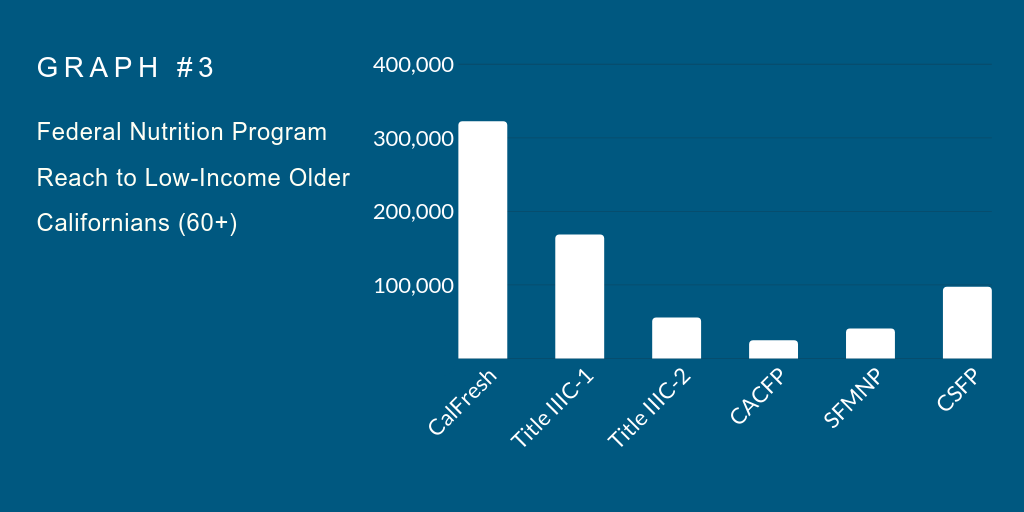 GRAPH #3
Federal Nutrition Program
Reach to Low-Income Older
Californians (60+)
400,000
300,000
200,000
100,000
CalFresh
Title IIIC-1
Title IIIC-2
CACFP
SFMNP
CSFP